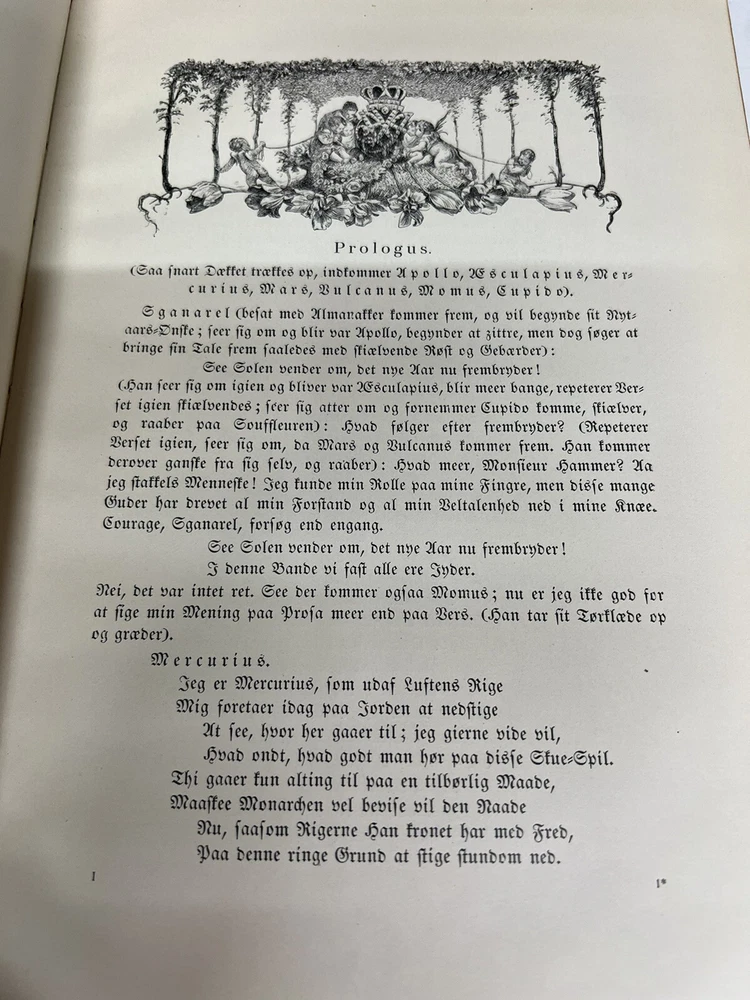 Prologus.
(Saa snart Dækket trækkes op, indkommer Apollo, Æsculapius, Mer=
curius, Mars, Vulcanus, Momus, Cupido).
Sganarel (besat med Almanakker kommer frem, og vil begynde sit Nyt=
aars=Ønske; seer sig om og blir var Apollo, begynder at zittre, men dog søger at
bringe sin Tale frem saaledes med skiælvende Røst og Gebærder):
See Solen vender om, det nye Aar nu frembryder!
(Han seer sig om igien og bliver var Æsculapius, blir meer bange, repeterer Ver=
set igien skiælvendes; seer sig atter om og fornemmer Cupido komme, skiælver,
og raaber paa Souffleuren): Hvad følger efter frembryder? (Repeterer
Verset igien, seer sig om, da Mars og Vulcanus kommer frem. Han kommer
derover ganske fra sig selv, og raaber): Hvad meer, Monsieur Hammer? Aa
jeg stakkels Menneske! Jeg kunde min Rolle paa mine Fingre, men disse mange
Guder har drevet al min Forstand og al min Veltalenhed ned i mine Knæe.
Courage, Sganarel, forsøg end engang.
See Solen vender om, det nye Aar nu frembryder!
I denne Bande vi fast alle ere Jyder.
Nei, det var intet ret. See der kommer ogsaa Momus; nu er jeg ikke god for
at sige min Mening paa Prosa meer end paa Vers. (Han tar sit Tørklæde op
og græder).
Mercurius.
Jeg er Mercurius, som udaf Luftens Rige
Mig foretaer idag paa Jorden at nedstige
At see, hvor her gaaer til; jeg gierne vide vil,
Hvad ondt, hvad godt man hør paa disse Skue=Spil.
Thi gaaer kun alting til paa en tilbørlig Maade,
Maaskee Monarchen vel bevise vil den Naade
Nu, saasom Rigerne Han kronet har med Fred,
Paa denne ringe Grund at stige stundom ned.
I 1*